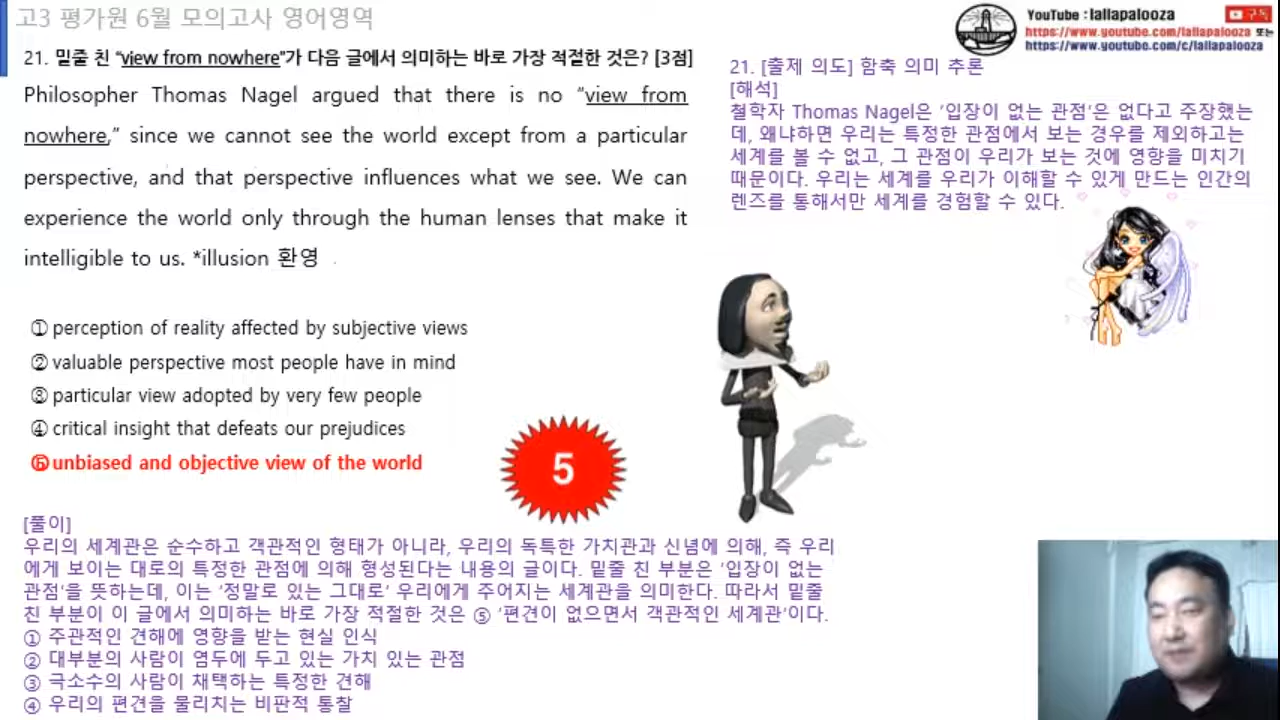 고3 평가원 6월 모의고사 영어영역
YouTube : lallapalooza
구독
https://www.youtube.com/lallapalooza 또는
https://www.youtube.com/c/lallapalooza
21. 밑줄 친 “view from nowhere”가 다음 글에서 의미하는 바로 가장 적절한 것은? [3점]
Philosopher Thomas Nagel argued that there is no “view from
nowhere,” since we cannot see the world except from a particular
perspective, and that perspective influences what we see. We can
experience the world only through the human lenses that make it
intelligible to us. *illusion 환영
① perception of reality affected by subjective views
② valuable perspective most people have in mind
③ particular view adopted by very few people
④ critical insight that defeats our prejudices
⑤ unbiased and objective view of the world
5
21. [출제 의도] 함축 의미 추론
[해석]
철학자 Thomas Nagel은 ‘입장이 없는 관점’은 없다고 주장했는
데, 왜냐하면 우리는 특정한 관점에서 보는 경우를 제외하고는
세계를 볼 수 없고, 그 관점이 우리가 보는 것에 영향을 미치기
때문이다. 우리는 세계를 우리가 이해할 수 있게 만드는 인간의
렌즈를 통해서만 세계를 경험할 수 있다.
[풀이]
우리의 세계관은 순수하고 객관적인 형태가 아니라, 우리의 독특한 가치관과 신념에 의해, 즉 우리
에게 보이는 대로의 특정한 관점에 의해 형성된다는 내용의 글이다. 밑줄 친 부분은 ‘입장이 없는
관점’을 뜻하는데, 이는 ‘정말로 있는 그대로’ 우리에게 주어지는 세계관을 의미한다. 따라서 밑줄
친 부분이 이 글에서 의미하는 바로 가장 적절한 것은 ⑤ ‘편견이 없으면서 객관적인 세계관’이다.
① 주관적인 견해에 영향을 받는 현실 인식
② 대부분의 사람이 염두에 두고 있는 가치 있는 관점
③ 극소수의 사람이 채택하는 특정한 견해
④ 우리의 편견을 물리치는 비판적 통찰